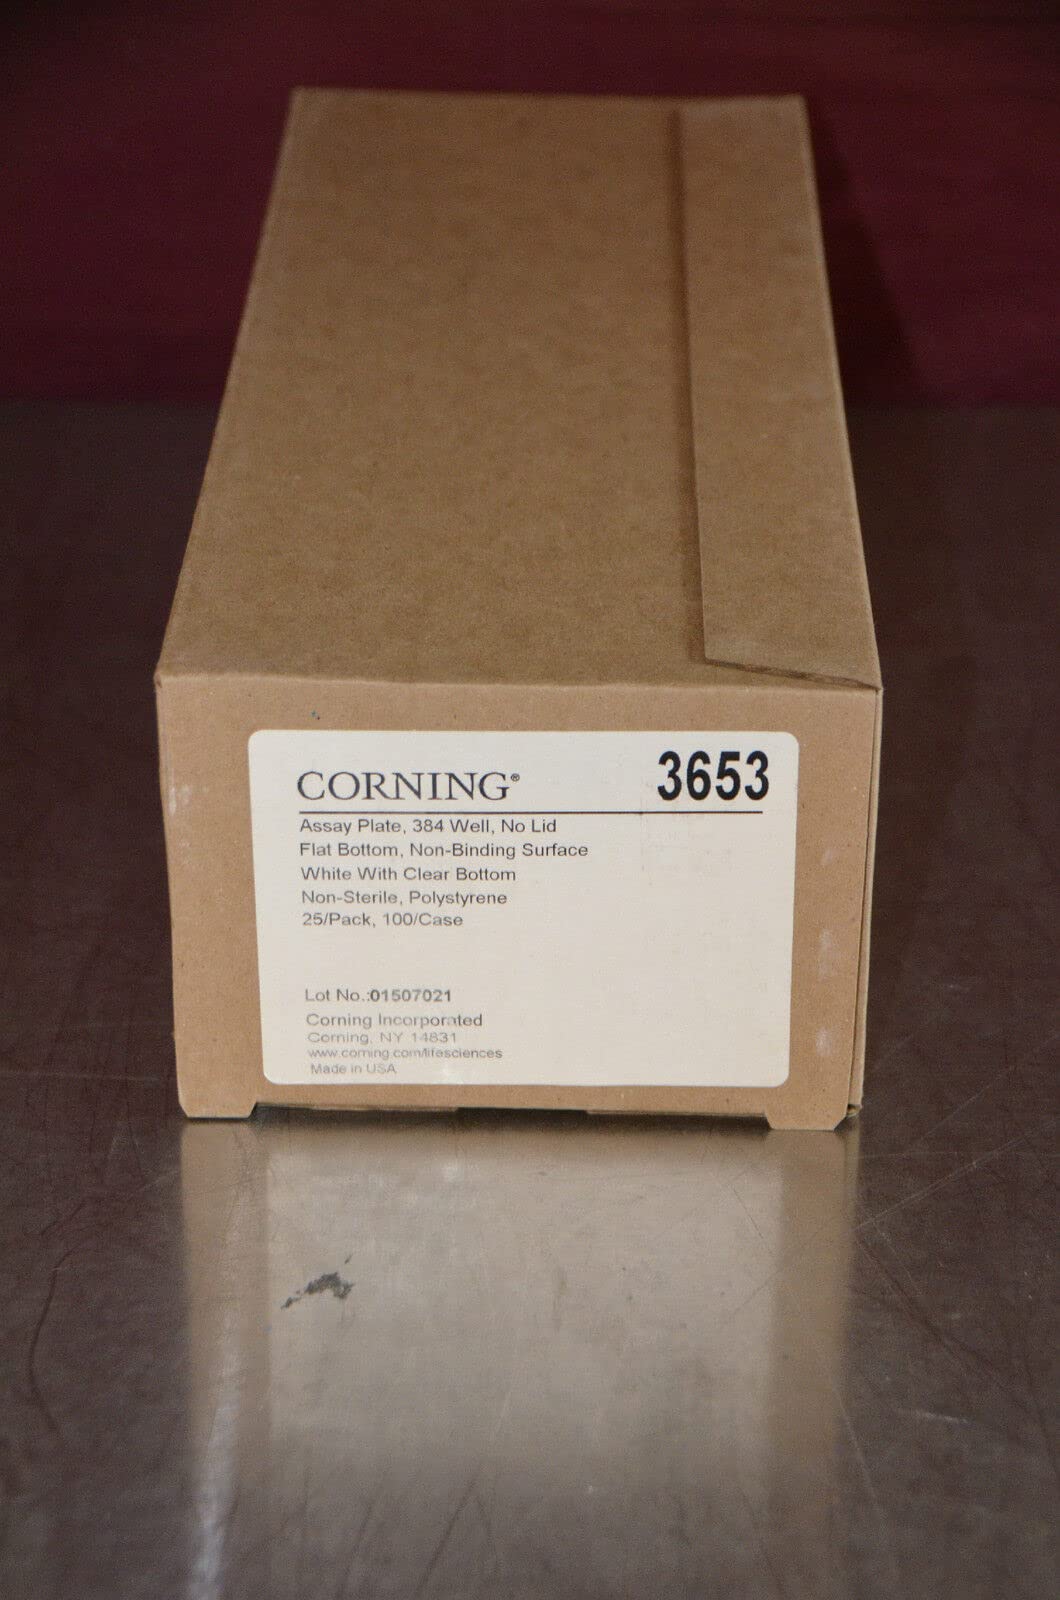 CORNING® 3653
Assay Plate, 384 Well, No Lid
Flat Bottom, Non-Binding Surface
White With Clear Bottom
Non-Sterile, Polystyrene
25/Pack, 100/Case
Lot No.:01507021
Corning Incorporated
Corning, NY 14831
www.corning.com/lifesciences
Made in USA